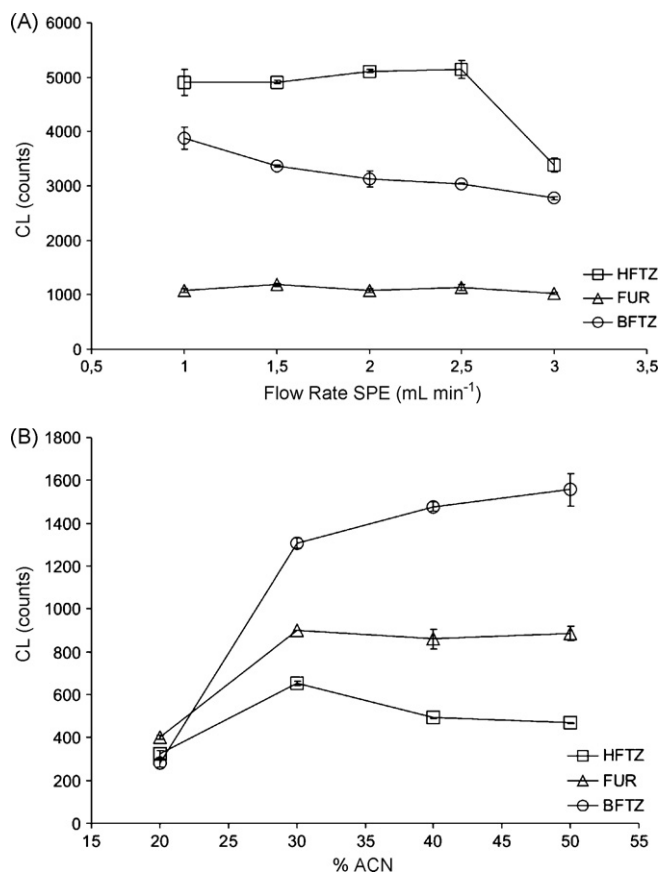 (A)
6000
5000
4000
3000
2000
1000
0
CL (counts)
HFTZ
FUR
BFTZ
0,5 1 1,5 2 2,5 3 3,5
Flow Rate SPE (mL min⁻¹)
(B)
1800
1600
1400
1200
1000
800
600
400
200
0
CL (counts)
HFTZ
FUR
BFTZ
15 20 25 30 35 40 45 50 55
% ACN